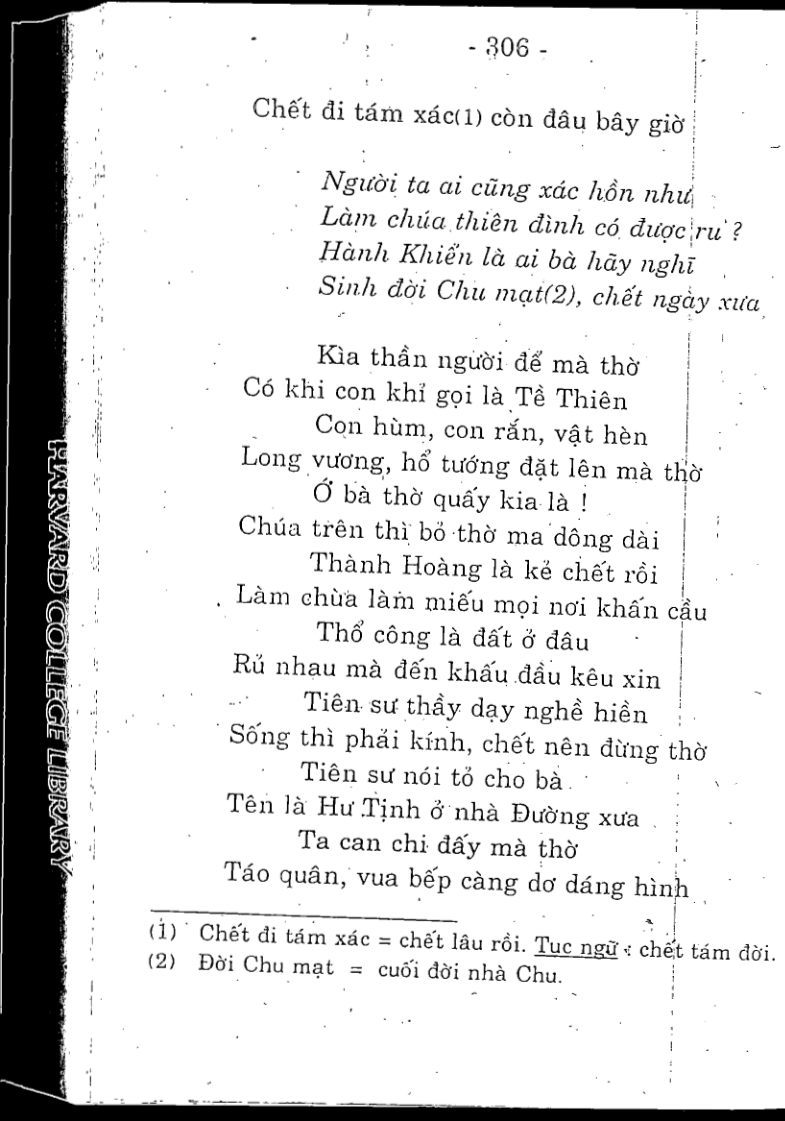 - 306 -
Chết đi tám xác(1) còn đâu bây giờ
Người ta ai cũng xác hồn như
Làm chúa thiên đình có được ru ?
Hành Khiển là ai bà hãy nghĩ
Sinh đời Chu mạt(2), chết ngày xưa
Kìa thần người để mà thờ
Có khi con khỉ gọi là Tề Thiên
Con hùm, con rắn, vật hèn
Long vương, hổ tướng đặt lên mà thờ
Ớ bà thờ quấy kia là !
Chúa trên thì bỏ thờ ma dông dài
Thành Hoàng là kẻ chết rồi
Làm chùa làm miếu mọi nơi khấn cầu
Thổ công là đất ở đâu
Rủ nhau mà đến khấu đầu kêu xin
Tiên sư thầy dạy nghề hiền
Sống thì phải kính, chết nên đừng thờ
Tiên sư nói tỏ cho bà
Tên là Hư Tịnh ở nhà Đường xưa
Ta can chi đấy mà thờ
Táo quân, vua bếp càng dơ dáng hình
(1) Chết đi tám xác = chết lâu rồi. Tục ngữ : chết tám đời.
(2) Đời Chu mạt = cuối đời nhà Chu.
HARVARD COLLEGE LIBRARY